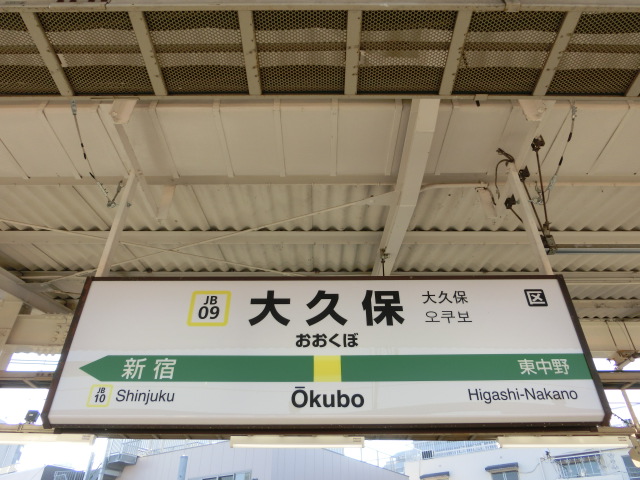 JB
09
大久保
大久保
오쿠보
区
おおくぼ
新宿
東中野
JB
10
Shinjuku
Ōkubo
Higashi-Nakano